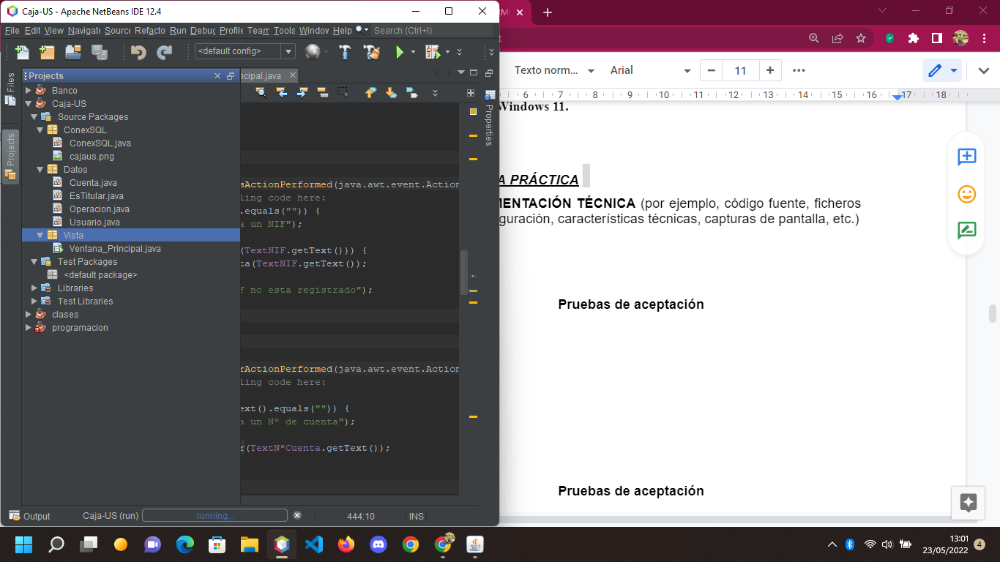 Caja-US - Apache NetBeans IDE 12.4
File Edit View Navigate Source Refacto Run Debug Profile Team Tools Window Help Search (Ctrl+I)
<default config>
Files
Projects
Projects
Banco
Caja-US
Source Packages
ConexSQL
ConexSQL.java
cajaus.png
Datos
Cuenta.java
EsTitular.java
Operacion.java
Usuario.java
Vista
Ventana_Principal.java
Test Packages
<default package>
Libraries
Test Libraries
clases
programacion
ncipal.java
Properties
sActionPerformed(java.awt.event.Action
ling code here:
.equals("")) {
a un NIF");
(TextNIF.getText())) {
ta(TextNIF.getText());
F no esta registrado");
rActionPerformed(java.awt.event.Action
ling code here:
ext().equals("")) {
a un Nº de cuenta");
r(TextNºCuenta.getText());
Output
Caja-US (run)
running...
444:10
INS
Texto norm...
Arial
11
6 7 8 9 10 11 12 13 14 15 16 17 18
Windows 11.
A PRÁCTICA
MENTACIÓN TÉCNICA (por ejemplo, código fuente, ficheros
guración, características técnicas, capturas de pantalla, etc.)
Pruebas de aceptación
Pruebas de aceptación
13:01
23/05/2022
4